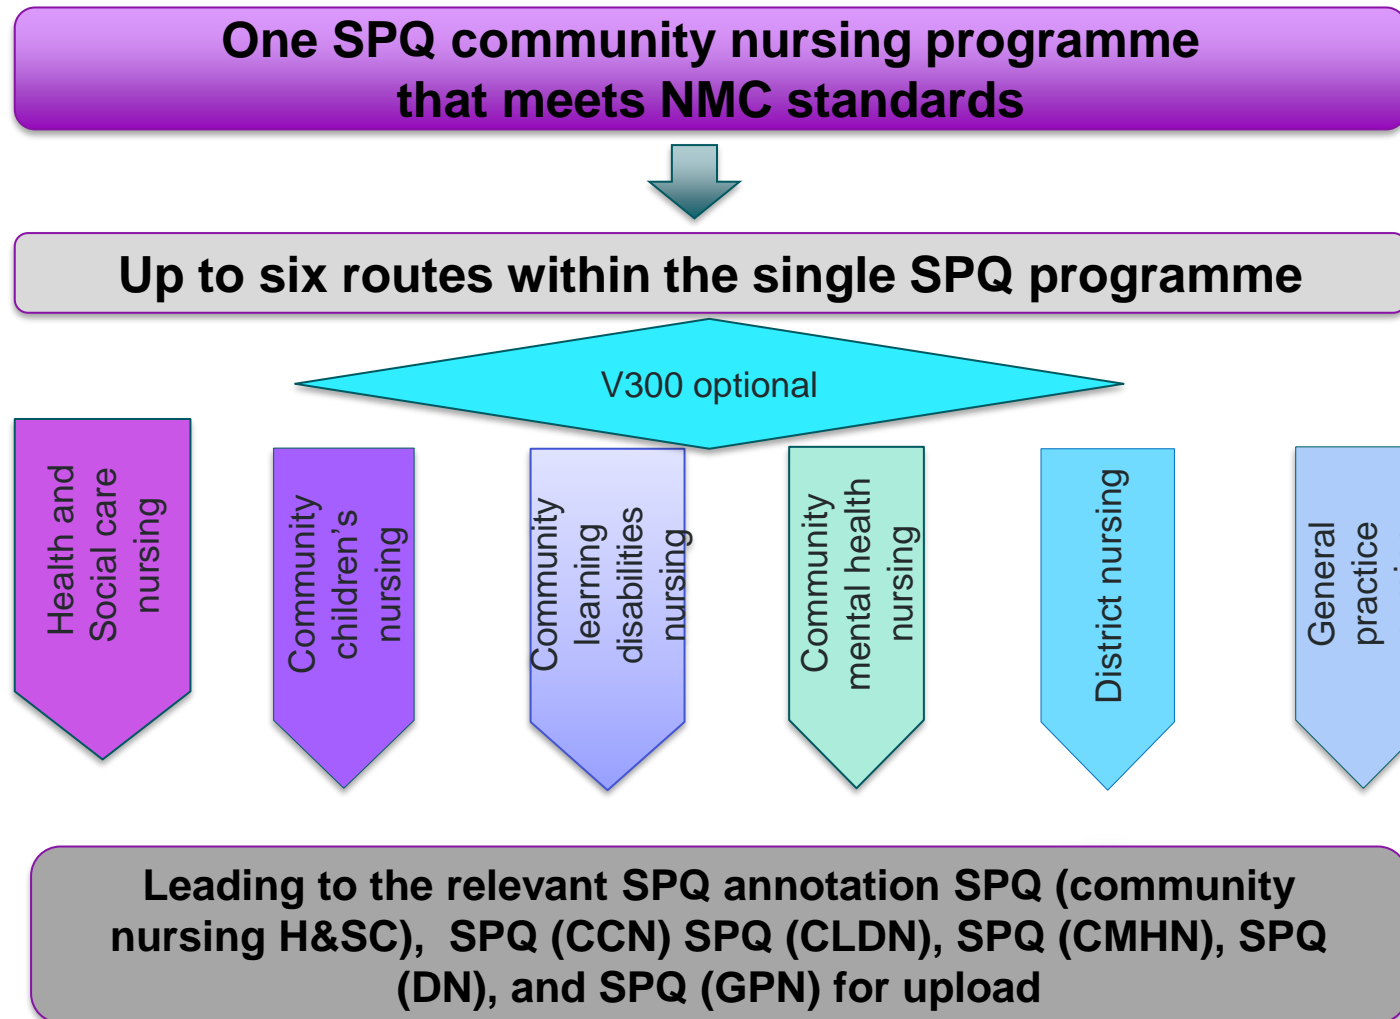 One SPQ community nursing programme
that meets NMC standards
Up to six routes within the single SPQ programme
V300 optional
Health and
Social care
nursing
Community
children’s
nursing
Community
learning
disabilities
nursing
Community
mental health
nursing
District nursing
General
practice
Leading to the relevant SPQ annotation SPQ (community
nursing H&SC), SPQ (CCN) SPQ (CLDN), SPQ (CMHN), SPQ
(DN), and SPQ (GPN) for upload